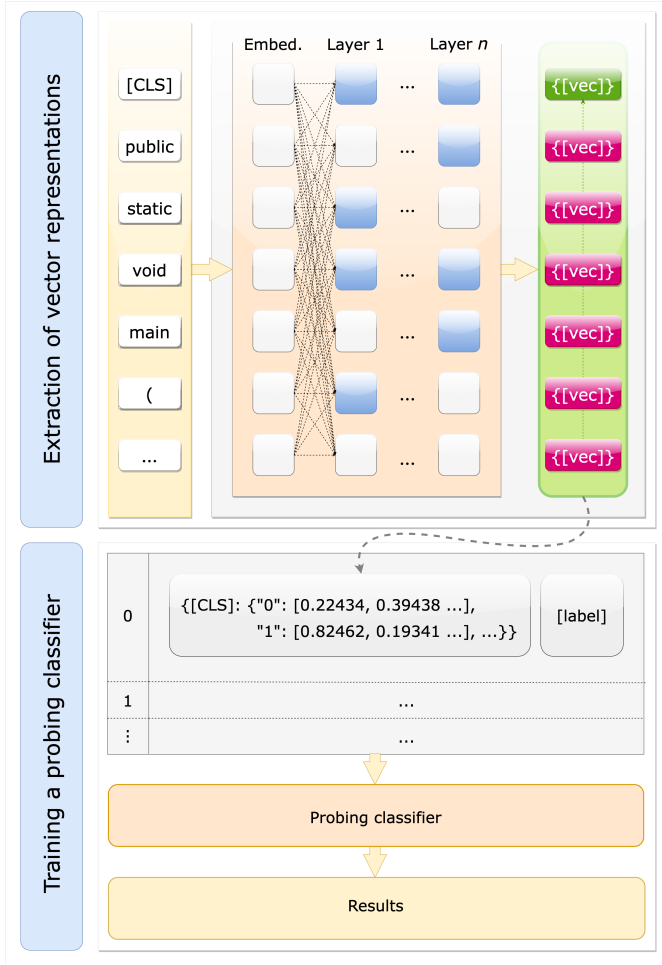 Extraction of vector representations
Embed. Layer 1 Layer n
[CLS] ... ... {[vec]}
public ... {[vec]}
static ... {[vec]}
void ... {[vec]}
main ... {[vec]}
( ... {[vec]}
... ... {[vec]}
Training a probing classifier
0 {[CLS]: {"0": [0.22434, 0.39438 ...], [label]
"1": [0.82462, 0.19341 ...], ...}}
1 ...
⋮ ...
Probing classifier
Results